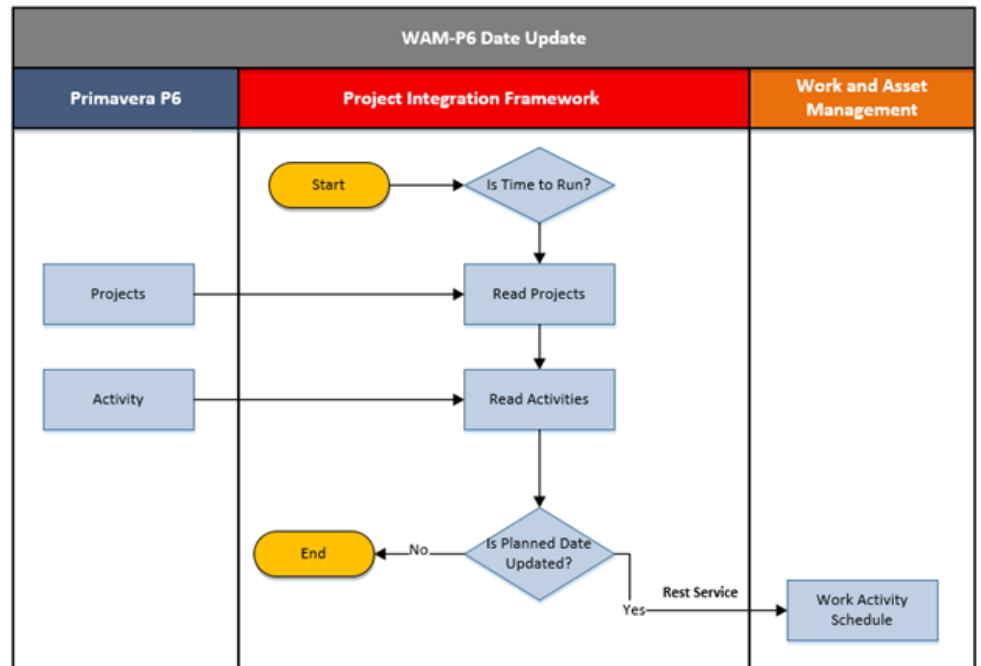 WAM-P6 Date Update
Primavera P6
Project Integration Framework
Work and Asset
Management
Start
Is Time to Run?
Projects
Read Projects
Activity
Read Activities
End
No
Is Planned Date
Updated?
Yes
Rest Service
Work Activity
Schedule